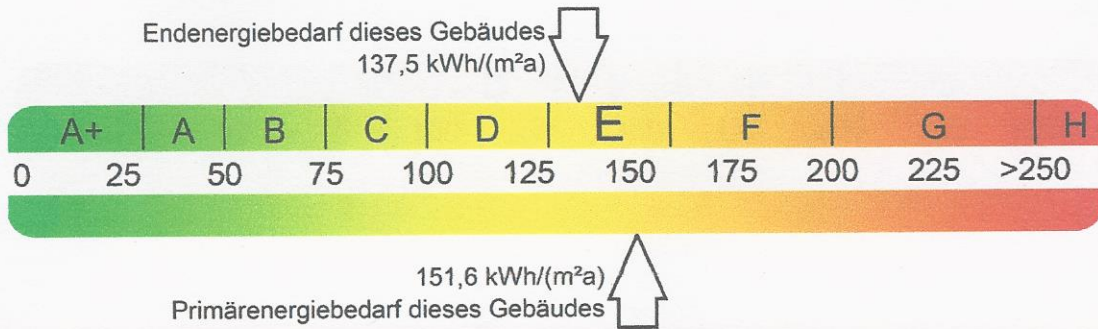 Endenergiebedarf dieses Gebäudes
137,5 kWh/(m²a)
A+ A B C D E F G H
0 25 50 75 100 125 150 175 200 225 >250
151,6 kWh/(m²a)
Primärenergiebedarf dieses Gebäudes